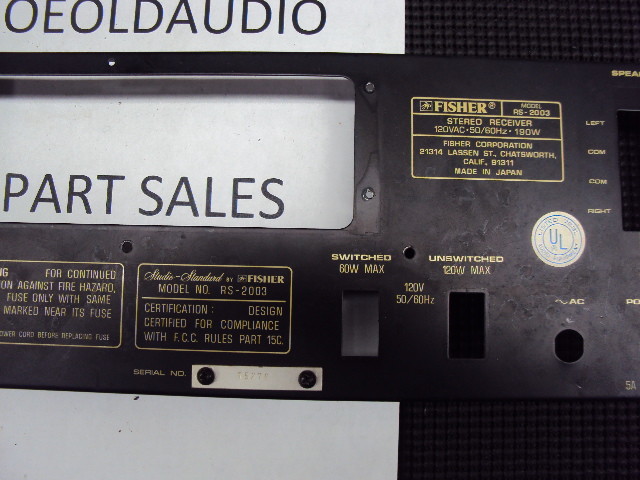 OEOLDAUDIO
PART SALES
FISHER®
MODEL
RS-2003
STEREO RECEIVER
120VAC • 50/60Hz • 190W
FISHER CORPORATION
21314 LASSEN ST., CHATSWORTH,
CALIF. 91311
MADE IN JAPAN
SPEA
LEFT
COM
COM
RIGHT
UL
NG FOR CONTINUED
ON AGAINST FIRE HAZARD,
FUSE ONLY WITH SAME
MARKED NEAR ITS FUSE
OWER CORD BEFORE REPLACING FUSE
Studio-Standard BY FISHER
MODEL NO. RS-2003
CERTIFICATION: DESIGN
CERTIFIED FOR COMPLIANCE
WITH F.C.C. RULES PART 15C.
SERIAL NO.
SWITCHED
60W MAX
UNSWITCHED
120W MAX
120V
50/60Hz
~ AC
PO
5A